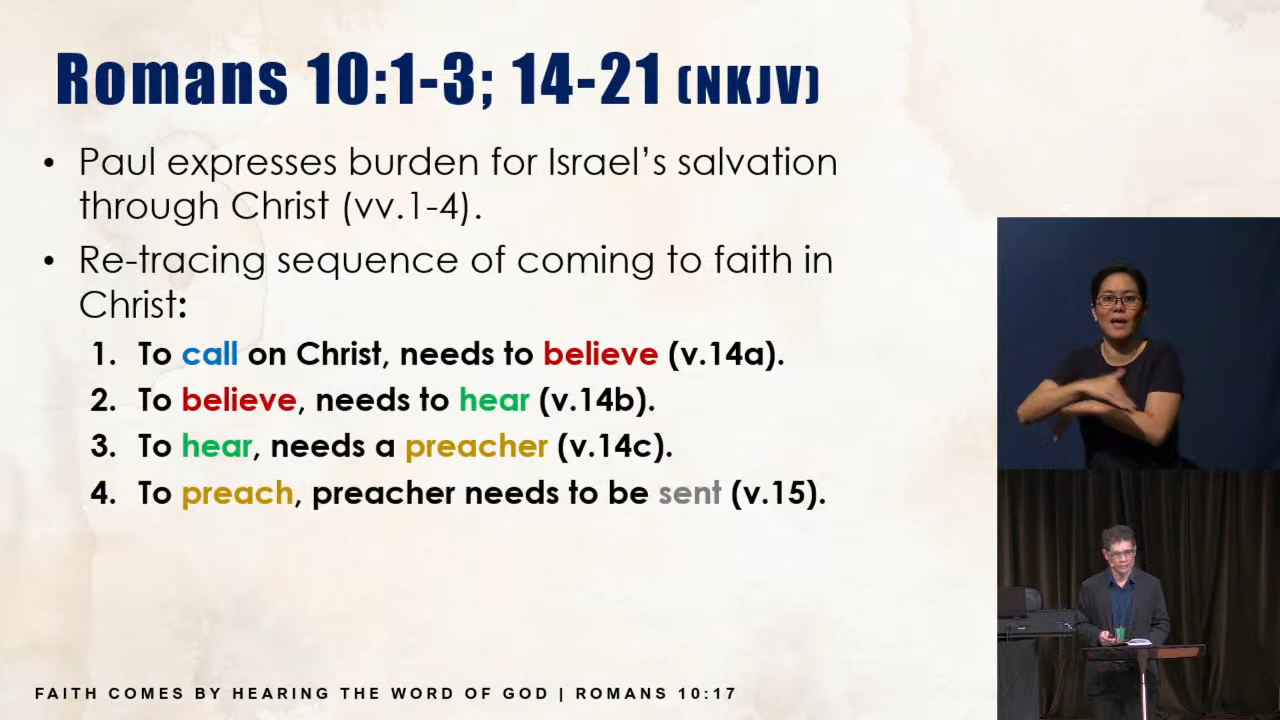 Romans 10:1-3; 14-21 (NKJV)
• Paul expresses burden for Israel’s salvation
through Christ (vv.1-4).
• Re-tracing sequence of coming to faith in
Christ:
1. To call on Christ, needs to believe (v.14a).
2. To believe, needs to hear (v.14b).
3. To hear, needs a preacher (v.14c).
4. To preach, preacher needs to be sent (v.15).
FAITH COMES BY HEARING THE WORD OF GOD | ROMANS 10:17